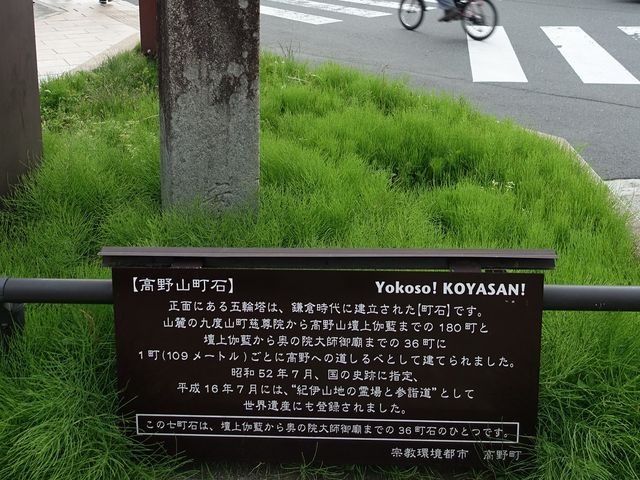 【高野山町石】
Yokoso! KOYASAN!
正面にある五輪塔は、鎌倉時代に建立された【町石】です。
山麓の九度山町慈尊院から高野山壇上伽藍までの180町と
壇上伽藍から奥の院大師御廟までの36町に
1町(109メートル)ごとに高野への道しるべとして建てられました。
昭和52年7月、国の史跡に指定、
平成16年7月には、“紀伊山地の霊場と参詣道”として
世界遺産にも登録されました。
この七町石は、壇上伽藍から奥の院大師御廟までの36町石のひとつです。
宗教環境都市 高野町